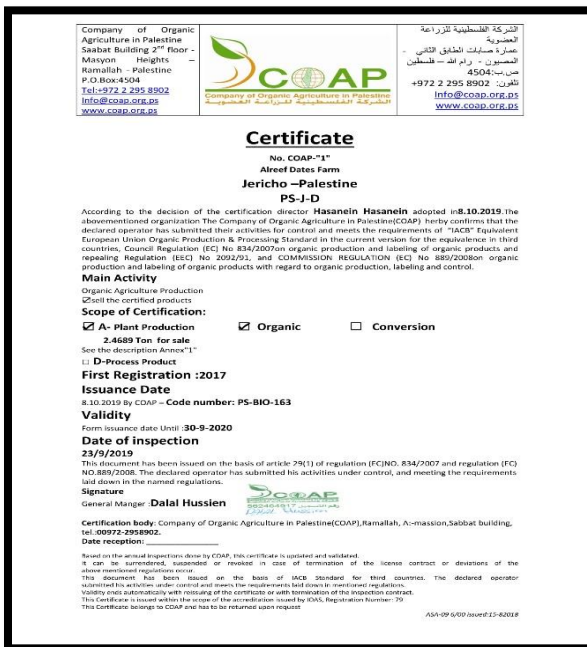 Company of Organic
Agriculture in Palestine
Saabat Building 2nd floor -
Masyon Heights –
Ramallah - Palestine
P.O.Box:4504
Tel:+972 2 295 8902
Info@coap.org.ps
www.coap.org.ps
COAP
Company of Organic Agriculture in Palestine
الشركة الفلسطينية للزراعة العضوية
الشركة الفلسطينية للزراعة
العضوية
عمارة صابات الطابق الثاني -
المصيون - رام الله – فلسطين
ص.ب:4504
تلفون: 8902 295 2 972+
Info@coap.org.ps
www.coap.org.ps
Certificate
No. COAP-"1"
Alreef Dates Farm
Jericho –Palestine
PS-J-D
According to the decision of the certification director Hasanein Hasanein adopted in8.10.2019.The
abovementioned organization The Company of Organic Agriculture in Palestine(COAP) herby confirms that the
declared operator has submitted their activities for control and meets the requirements of "IACB" Equivalent
European Union Organic Production & Processing Standard in the current version for the equivalence in third
countries, Council Regulation (EC) No 834/2007on organic production and labeling of organic products and
repealing Regulation (EEC) No 2092/91, and COMMISSION REGULATION (EC) No 889/2008on organic
production and labeling of organic products with regard to organic production, labeling and control.
Main Activity
Organic Agriculture Production
☑sell the certified products
Scope of Certification:
☑ A- Plant Production ☑ Organic ☐ Conversion
2.4689 Ton for sale
See the description Annex"1"
☐ D-Process Product
First Registration :2017
Issuance Date
8.10.2019 By COAP – Code number: PS-BIO-163
Validity
Form issuance date Until :30-9-2020
Date of inspection
23/9/2019
This document has been issued on the basis of article 29(1) of regulation (EC)NO. 834/2007 and regulation (EC)
NO.889/2008. The declared operator has submitted his activities under control, and meeting the requirements
laid down in the named regulations.
Signature
General Manger :Dalal Hussien
COAP
562464517
Certification body: Company of Organic Agriculture in Palestine(COAP),Ramallah, A:-massion,Sabbat building,
tel.:00972-2958902.
Date reception: ____________________
Based on the annual inspections done by COAP, this certificate is updated and validated.
It can be surrendered, suspended or revoked in case of termination of the license contract or deviations of the
above mentioned regulations occur.
This document has been issued on the basis of IACB Standard for third countries. The declared operator
submitted his activities under control and meets the requirements laid down in mentioned regulations.
Validity ends automatically with reissuing of the certificate or with termination of the inspection contract.
This Certificate is issued within the scope of the accreditation issued by IOAS, Registration Number: 79
This Certificate belongs to COAP and has to be returned upon request
ASA-09 6/00 issued:15-82018